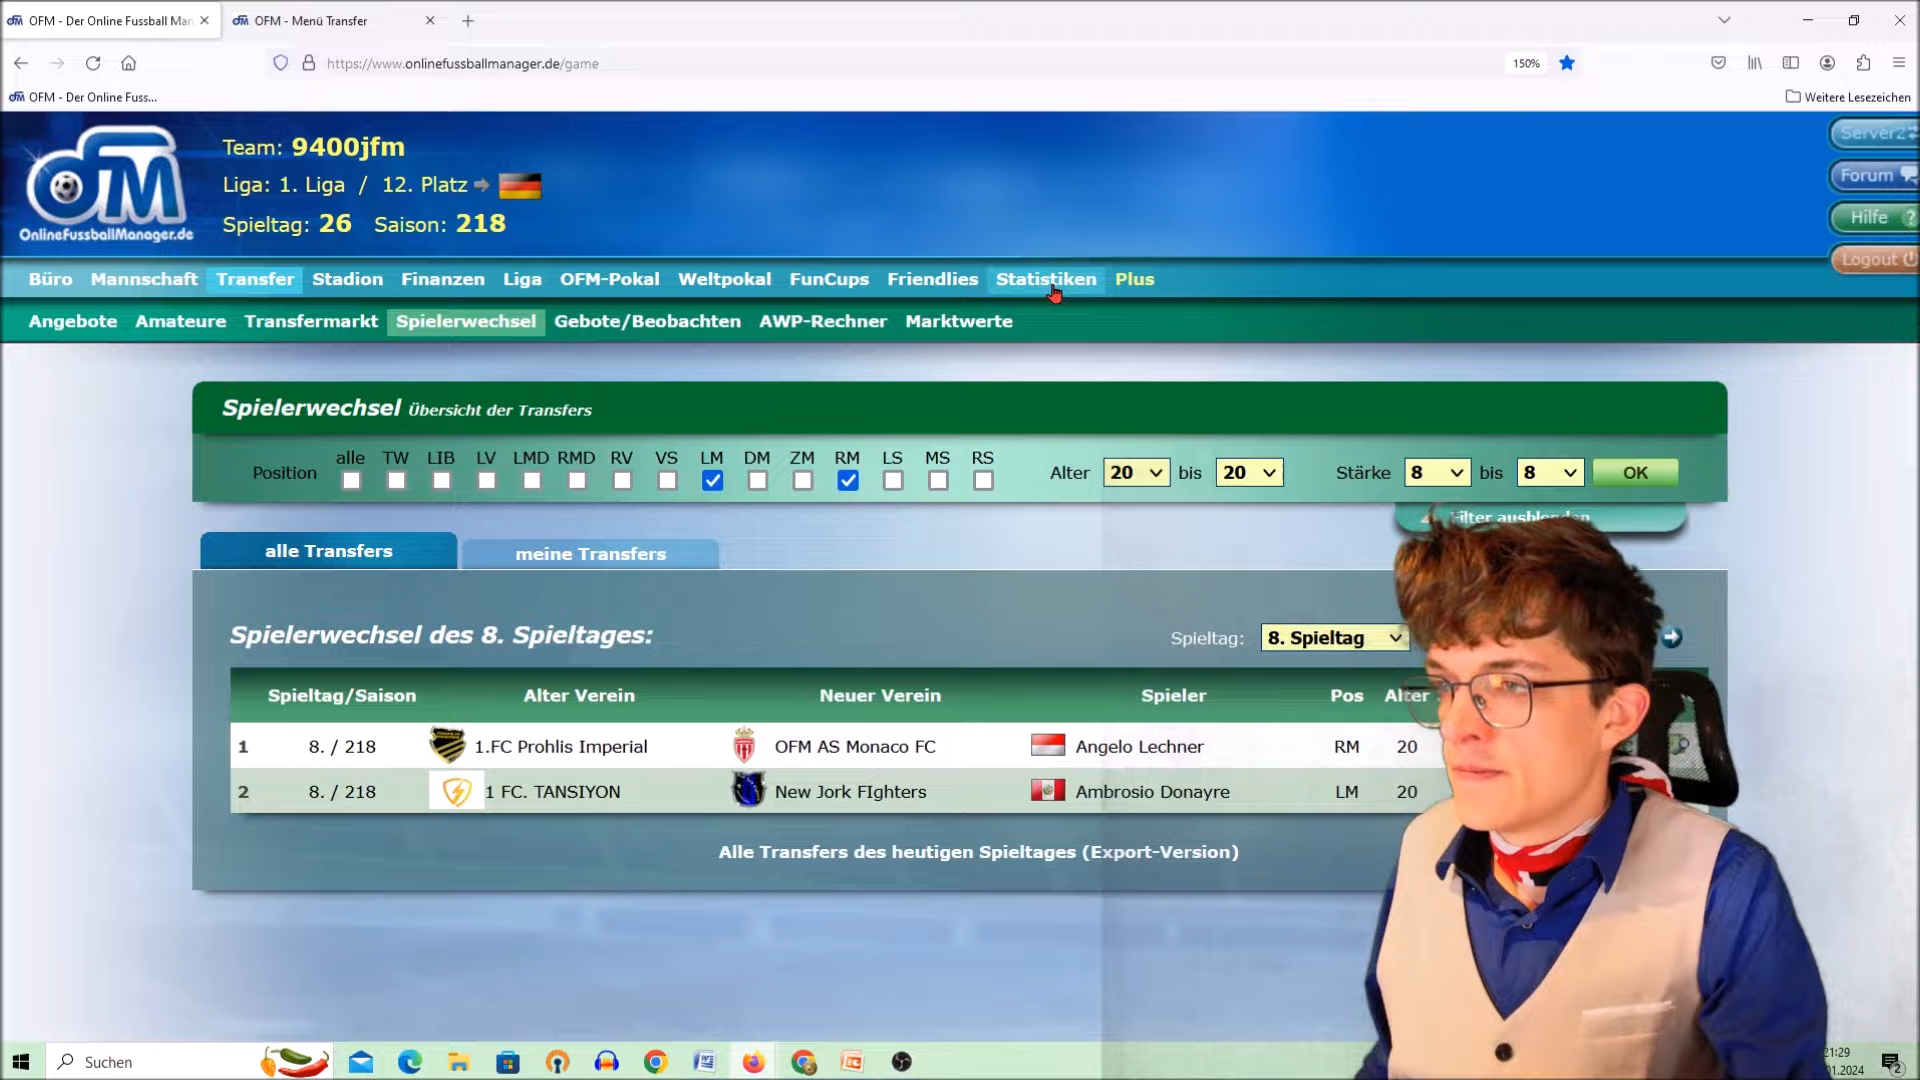 OFM - Der Online Fussball Man
OFM - Menü Transfer
https://www.onlinefussballmanager.de/game
150%
OFM - Der Online Fuss...
Weitere Lesezeichen
OFM
OnlineFussballManager.de
Team: 9400jfm
Liga: 1. Liga / 12. Platz
Spieltag: 26 Saison: 218
Server2
Forum
Hilfe ?
Logout
Büro Mannschaft Transfer Stadion Finanzen Liga OFM-Pokal Weltpokal FunCups Friendlies Statistiken Plus
Angebote Amateure Transfermarkt Spielerwechsel Gebote/Beobachten AWP-Rechner Marktwerte
Spielerwechsel Übersicht der Transfers
alle TW LIB LV LMD RMD RV VS LM DM ZM RM LS MS RS
Position
Alter 20 bis 20 Stärke 8 bis 8 OK
Filter ausblenden
alle Transfers meine Transfers
Spielerwechsel des 8. Spieltages:
Spieltag: 8. Spieltag
Spieltag/Saison Alter Verein Neuer Verein Spieler Pos Alter
1 8. / 218 1.FC Prohlis Imperial OFM AS Monaco FC Angelo Lechner RM 20
2 8. / 218 1 FC. TANSIYON New Jork FIghters Ambrosio Donayre LM 20
Alle Transfers des heutigen Spieltages (Export-Version)
Suchen
21:29
.01.2024
2